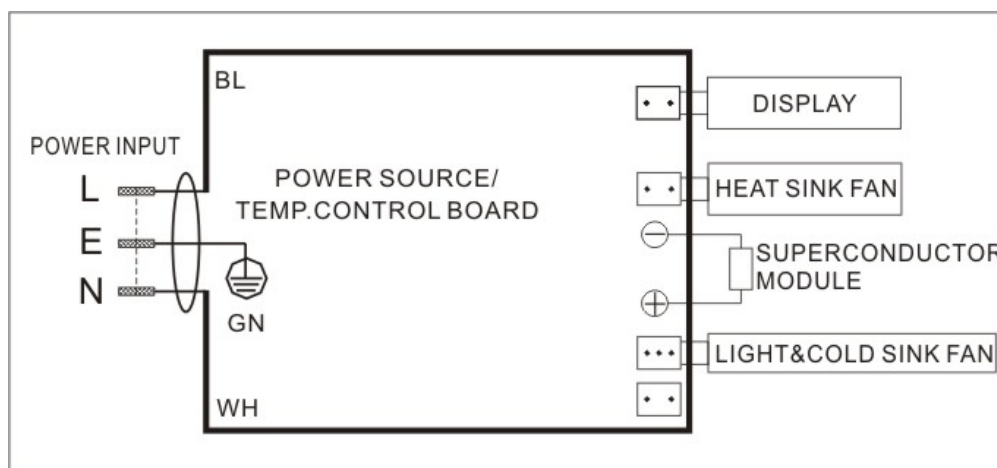 BL
POWER INPUT
L
E
N
POWER SOURCE/
TEMP.CONTROL BOARD
GN
WH
DISPLAY
HEAT SINK FAN
SUPERCONDUCTOR
MODULE
LIGHT&COLD SINK FAN